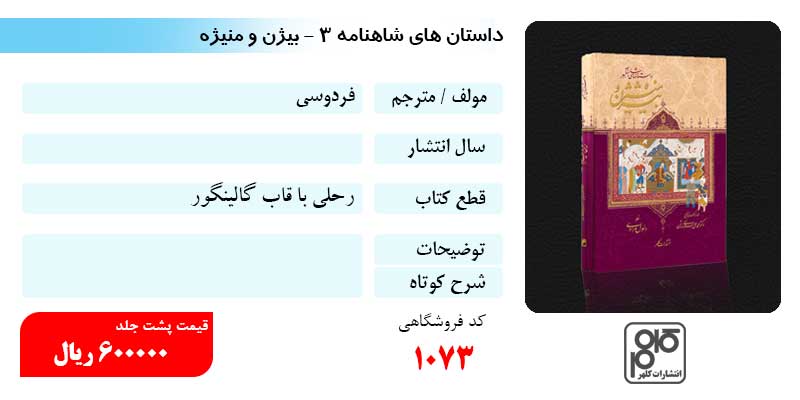 داستان های شاهنامه ۳ - بیژن و منیژه
مولف / مترجم
فردوسی
سال انتشار
قطع کتاب
رحلی با قاب گالینگور
توضیحات
شرح کوتاه
کد فروشگاهی
۱۰۷۳
قیمت پشت جلد
۶۰۰۰۰۰ ریال
انتشارات کلهر